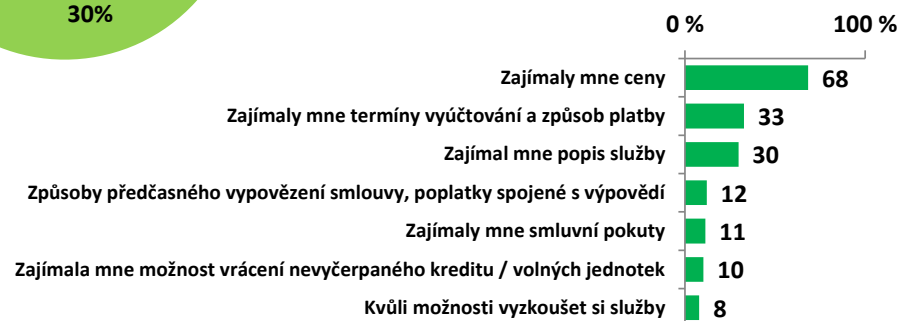 30%
0 % 100 %
Zajímaly mne ceny 68
Zajímaly mne termíny vyúčtování a způsob platby 33
Zajímal mne popis služby 30
Způsoby předčasného vypovězení smlouvy, poplatky spojené s výpovědí 12
Zajímaly mne smluvní pokuty 11
Zajímala mne možnost vrácení nevyčerpaného kreditu / volných jednotek 10
Kvůli možnosti vyzkoušet si služby 8